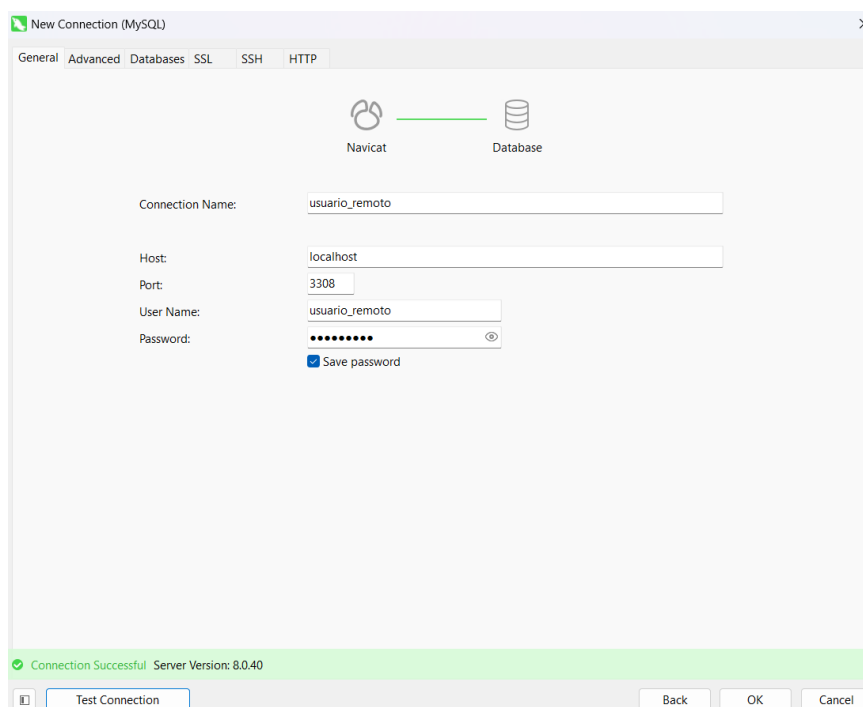 New Connection (MySQL)
General Advanced Databases SSL SSH HTTP
Navicat Database
Connection Name: usuario_remoto
Host: localhost
Port: 3308
User Name: usuario_remoto
Password: •••••••••
Save password
Connection Successful Server Version: 8.0.40
Test Connection Back OK Cancel